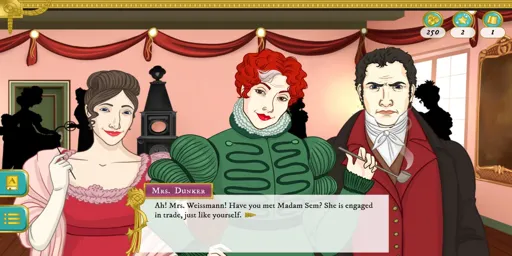 250
2
1
Mrs. Dunker
Ah! Mrs. Weissmann! Have you met Madam Sem? She is engaged
in trade, just like yourself.